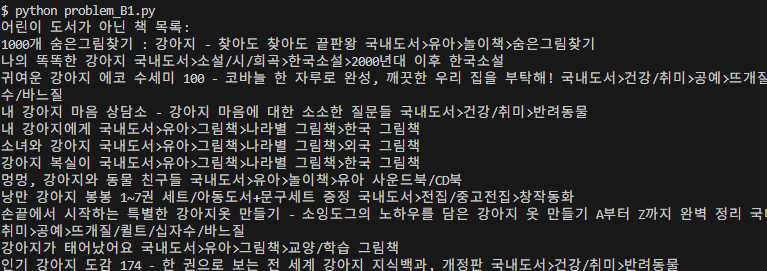 $ python problem_B1.py
어린이 도서가 아닌 책 목록:
1000개 숨은그림찾기 : 강아지 - 찾아도 찾아도 끝판왕 국내도서>유아>놀이책>숨은그림찾기
나의 똑똑한 강아지 국내도서>소설/시/희곡>한국소설>2000년대 이후 한국소설
귀여운 강아지 에코 수세미 100 - 코바늘 한 자루로 완성, 깨끗한 우리 집을 부탁해! 국내도서>건강/취미>공예>뜨개질
수/바느질
내 강아지 마음 상담소 - 강아지 마음에 대한 소소한 질문들 국내도서>건강/취미>반려동물
내 강아지에게 국내도서>유아>그림책>나라별 그림책>한국 그림책
소녀와 강아지 국내도서>유아>그림책>나라별 그림책>외국 그림책
강아지 복실이 국내도서>유아>그림책>나라별 그림책>한국 그림책
멍멍, 강아지와 동물 친구들 국내도서>유아>놀이책>유아 사운드북/CD북
낭만 강아지 봉봉 1~7권 세트/아동도서+문구세트 증정 국내도서>전집/중고전집>창작동화
손끝에서 시작하는 특별한 강아지옷 만들기 - 소잉도그의 노하우를 담은 강아지 옷 만들기 A부터 Z까지 완벽 정리 국내
취미>공예>뜨개질/퀼트/십자수/바느질
강아지가 태어났어요 국내도서>유아>그림책>교양/학습 그림책
인기 강아지 도감 174 - 한 권으로 보는 전 세계 강아지 지식백과, 개정판 국내도서>건강/취미>반려동물